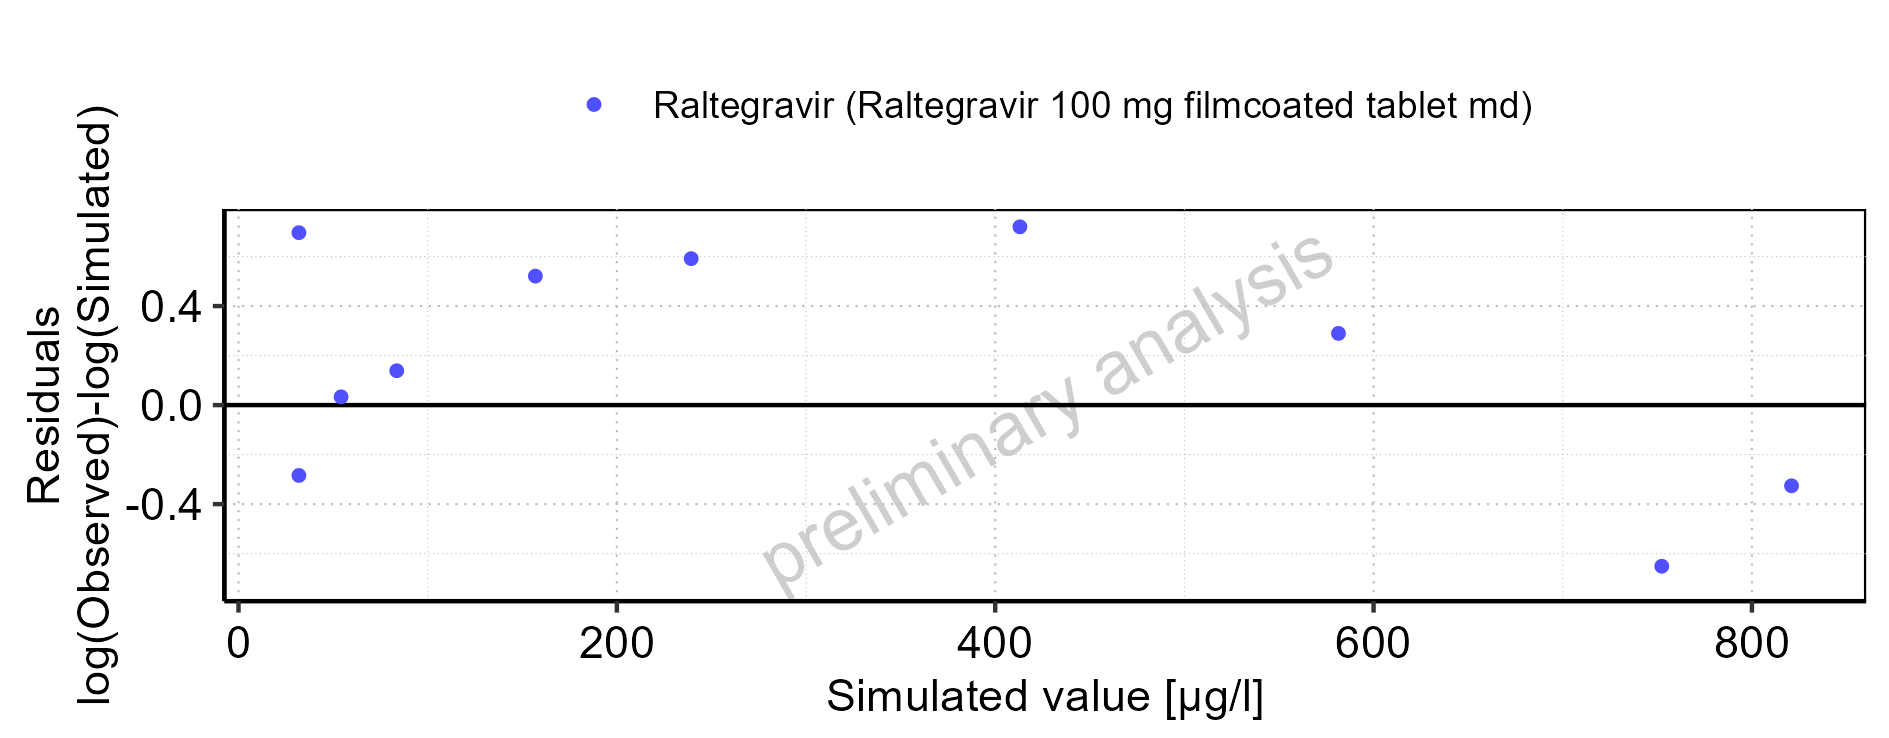 Raltegravir (Raltegravir 100 mg filmcoated tablet md)
Residuals
log(Observed)-log(Simulated)
0.4
0.0
-0.4
preliminary analysis
0 200 400 600 800
Simulated value [µg/l]